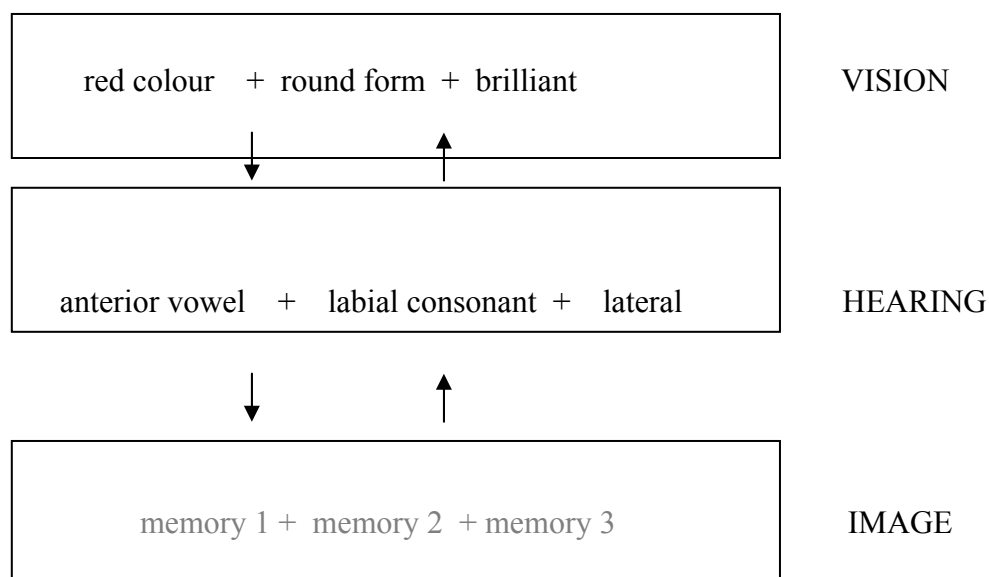 red colour + round form + brilliant VISION
anterior vowel + labial consonant + lateral HEARING
memory 1 + memory 2 + memory 3 IMAGE